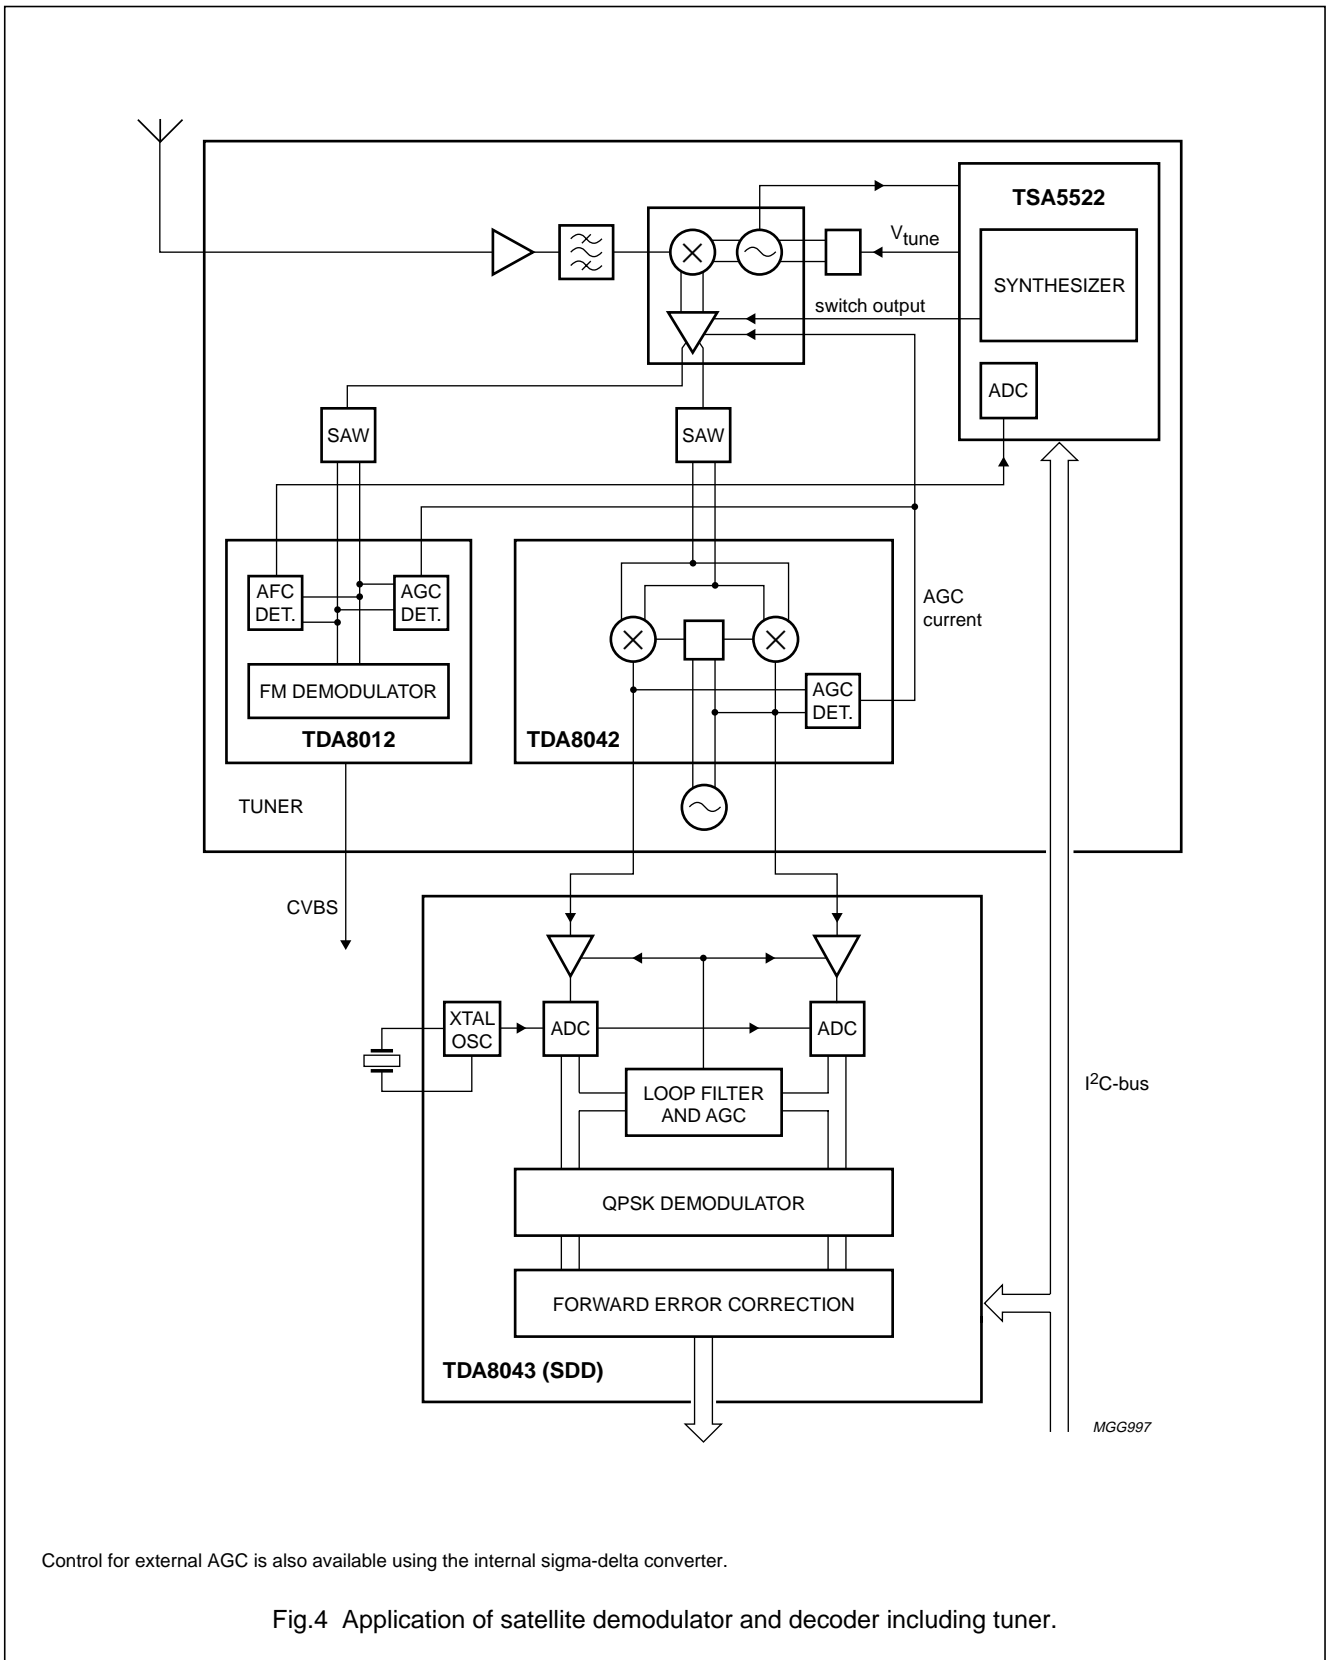 TSA5522
Vtune
SYNTHESIZER
switch output
ADC
SAW
SAW
AFC
DET.
AGC
DET.
AGC
current
FM DEMODULATOR
AGC
DET.
TDA8012
TDA8042
TUNER
CVBS
XTAL
OSC
ADC
ADC
LOOP FILTER
AND AGC
I2C-bus
QPSK DEMODULATOR
FORWARD ERROR CORRECTION
TDA8043 (SDD)
MGG997
Control for external AGC is also available using the internal sigma-delta converter.
Fig.4 Application of satellite demodulator and decoder including tuner.